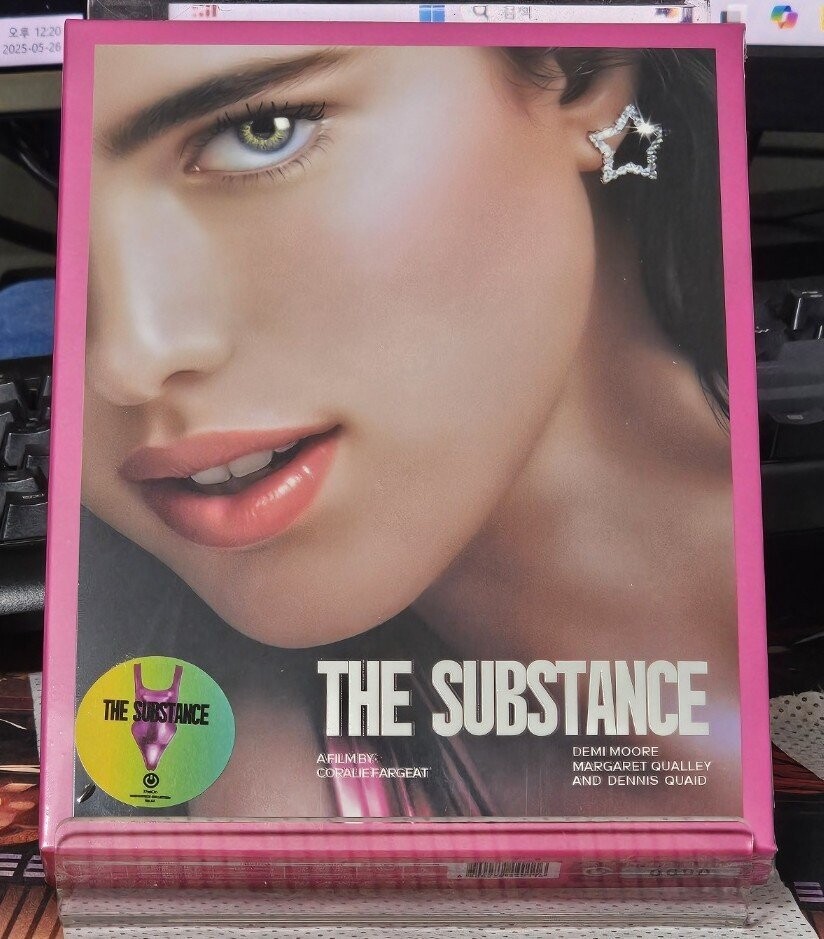 오후 12:20
2025-05-26
THE SUBSTANCE
THE SUBSTANCE
A FILM BY
CORALIE FARGEAT
DEMI MOORE
MARGARET QUALLEY
AND DENNIS QUAID